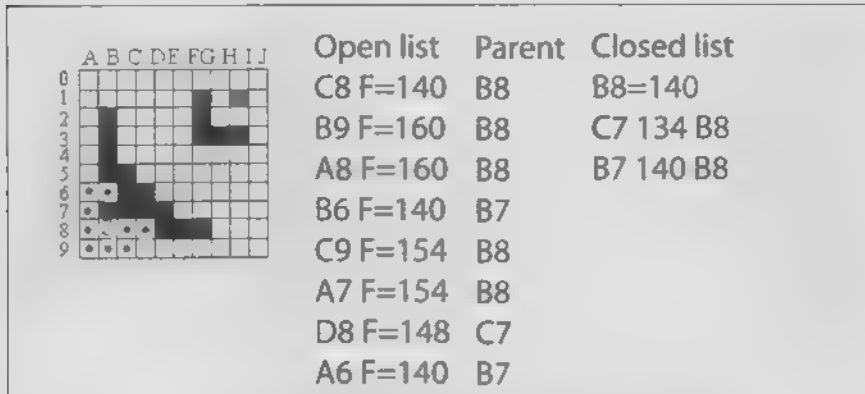 A B C D E F G H I J
0
1
2
3
4
5
6
7
8
9
Open list Parent Closed list
C8 F=140 B8 B8=140
B9 F=160 B8 C7 134 B8
A8 F=160 B8 B7 140 B8
B6 F=140 B7
C9 F=154 B8
A7 F=154 B8
D8 F=148 C7
A6 F=140 B7